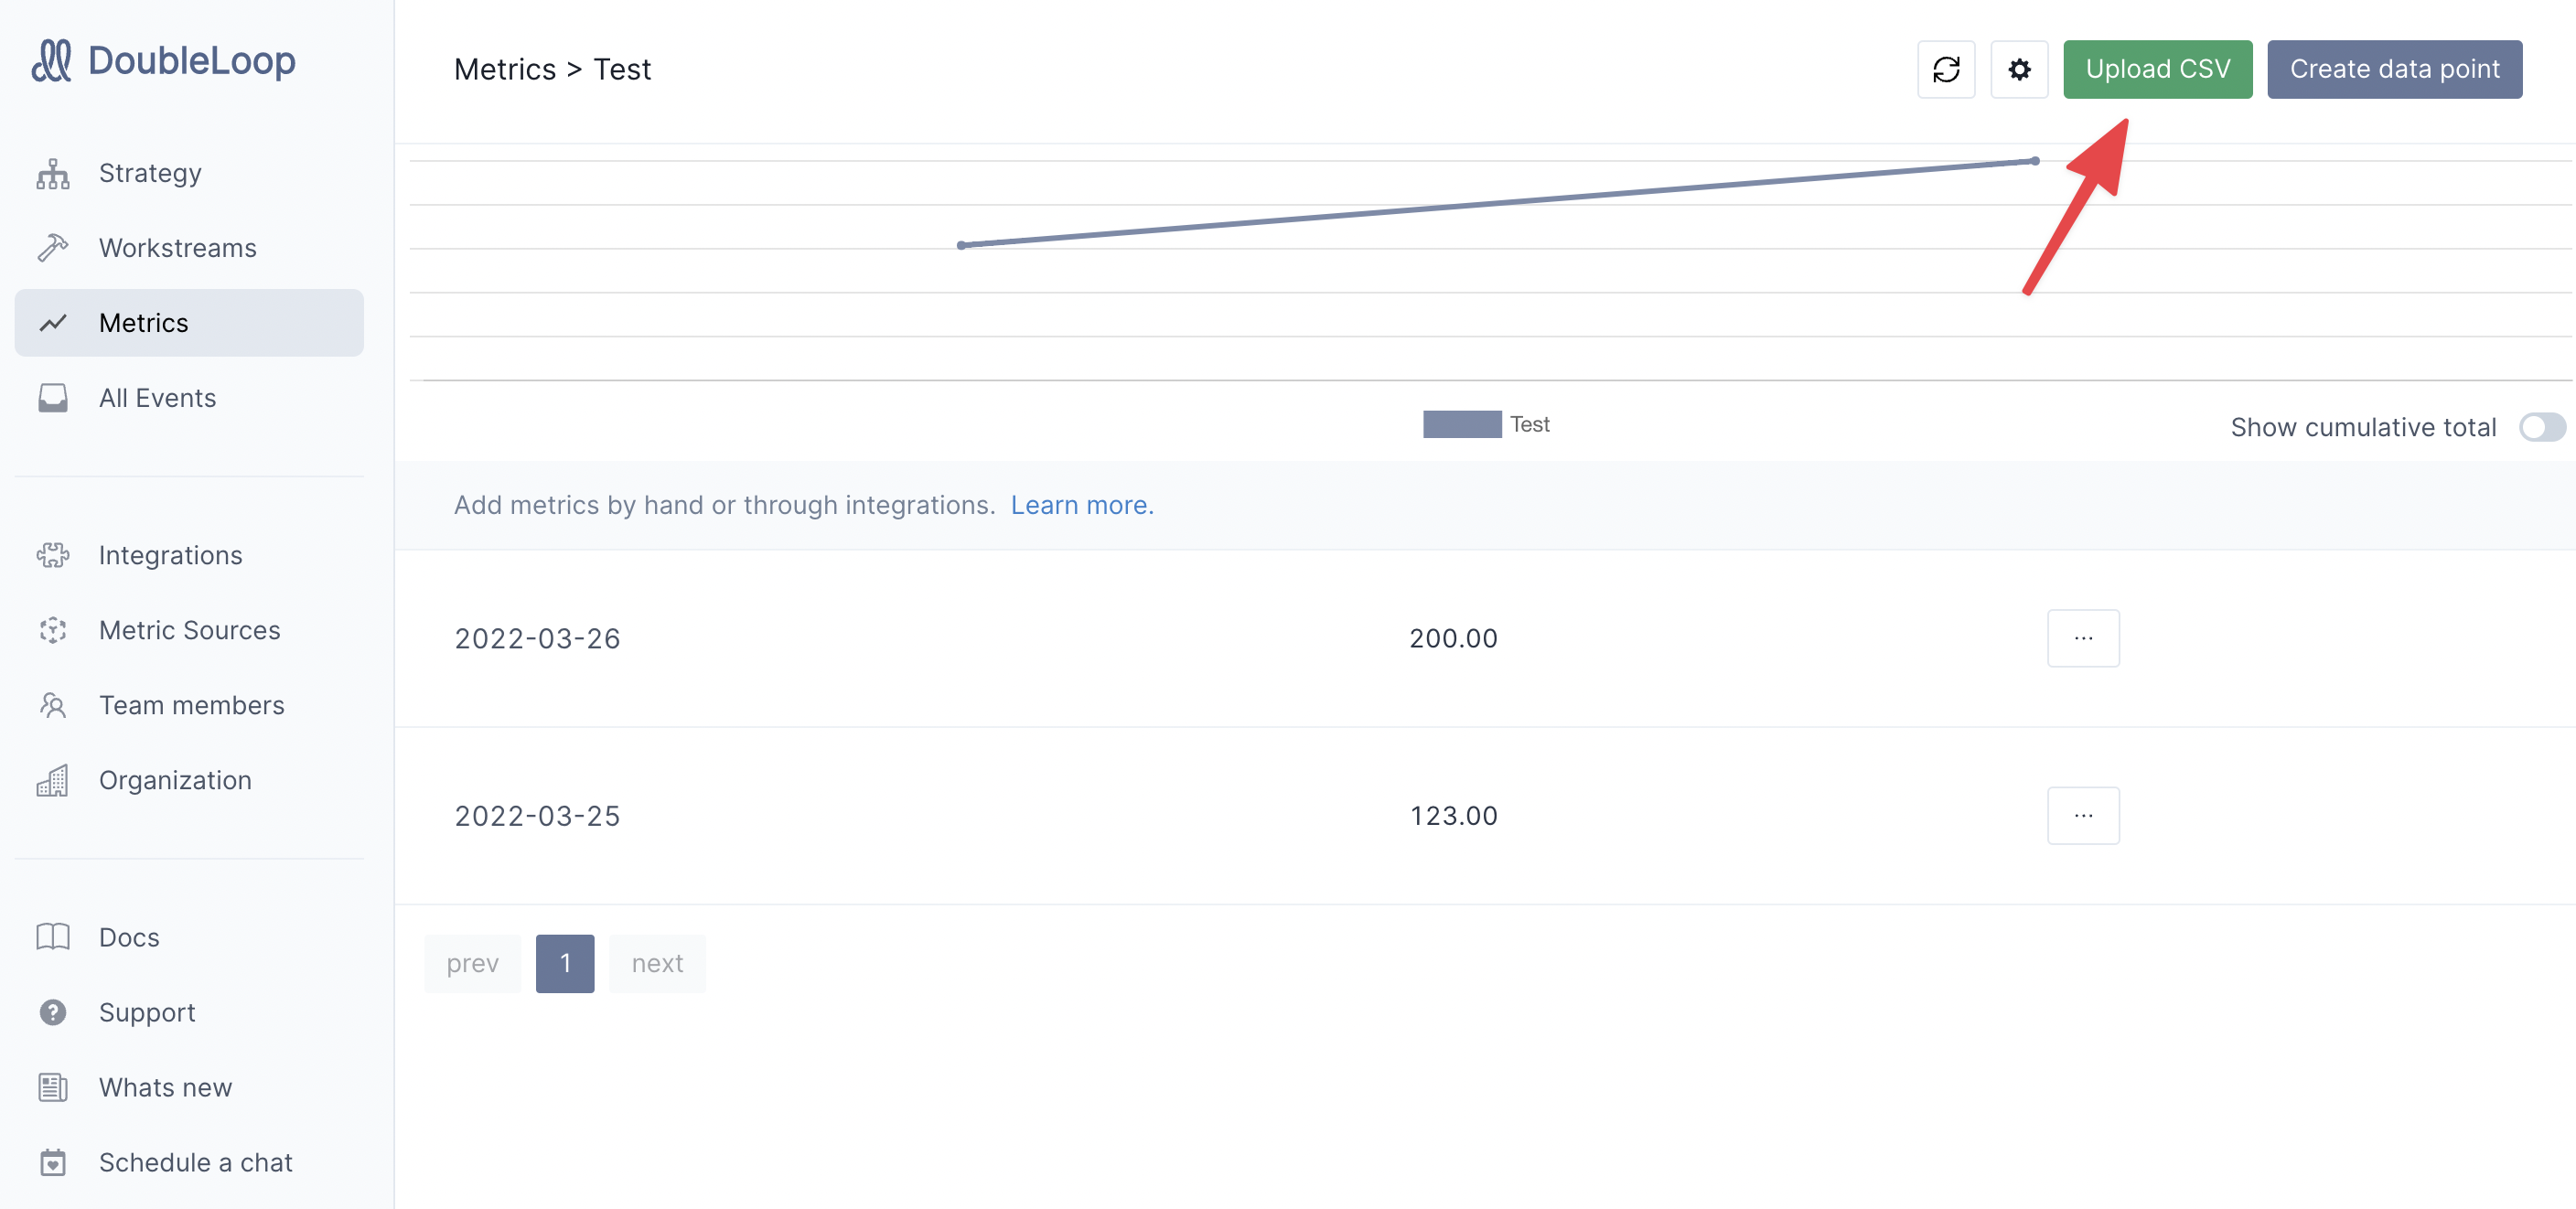 DoubleLoop
Metrics > Test
Upload CSV
Create data point
Strategy
Workstreams
Metrics
All Events
Test
Show cumulative total
Add metrics by hand or through integrations. Learn more.
Integrations
Metric Sources
Team members
Organization
2022-03-26 200.00 ...
2022-03-25 123.00 ...
prev 1 next
Docs
Support
Whats new
Schedule a chat